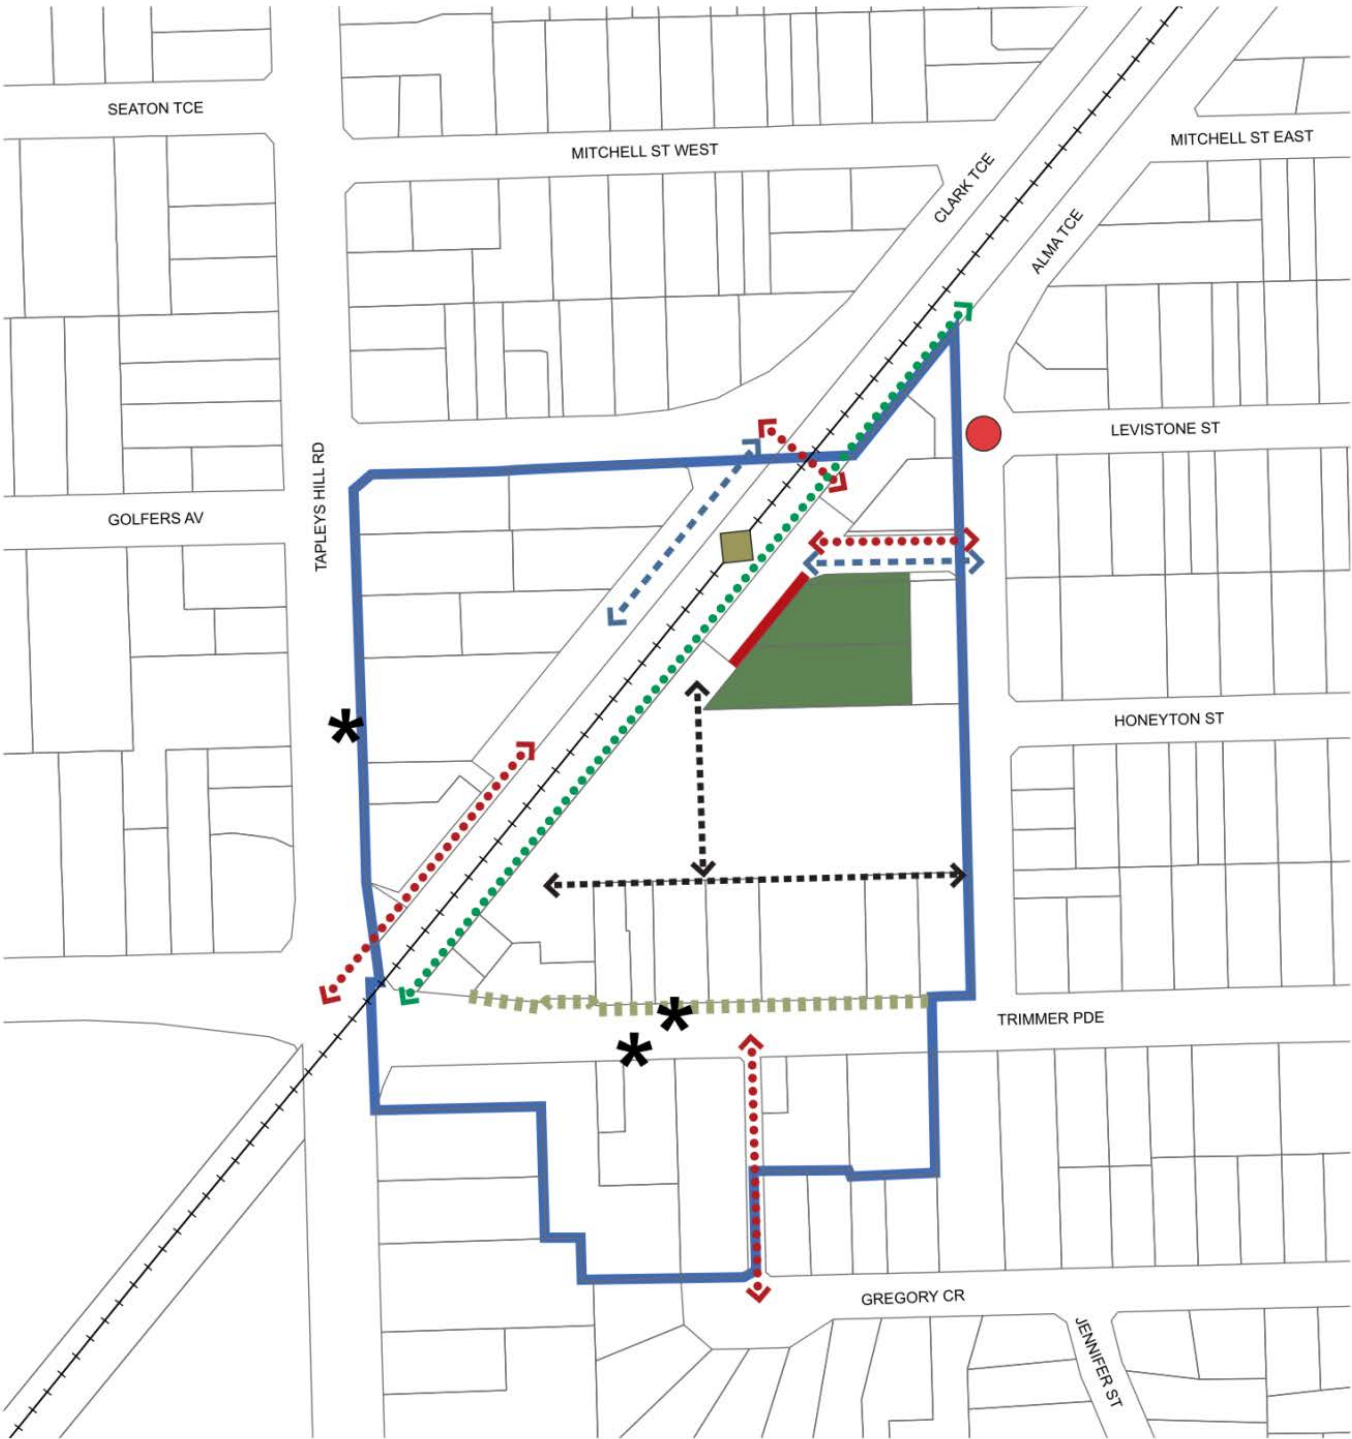 SEATON TCE
MITCHELL ST WEST
MITCHELL ST EAST
CLARK TCE
ALMA TCE
LEVISTONE ST
TAPLEYS HILL RD
GOLFERS AV
HONEYTON ST
TRIMMER PDE
GREGORY CR
JENNIFER ST